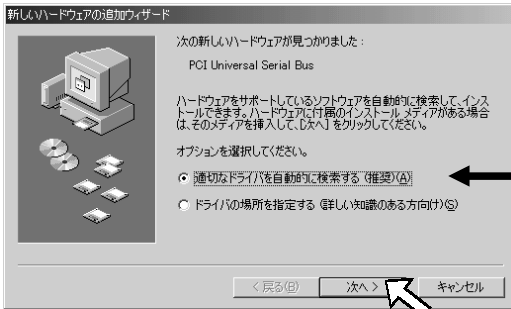 新しいハードウェアの追加ウィザード
次の新しいハードウェアが見つかりました：
PCI Universal Serial Bus
ハードウェアをサポートしているソフトウェアを自動的に検索して、インス
トールできます。ハードウェアに付属のインストール メディアがある場合
は、そのメディアを挿入して、[次へ] をクリックしてください。
オプションを選択してください。
適切なドライバを自動的に検索する (推奨)(A)
ドライバの場所を指定する (詳しい知識のある方向け)(S)
< 戻る(B)
次へ >
キャンセル